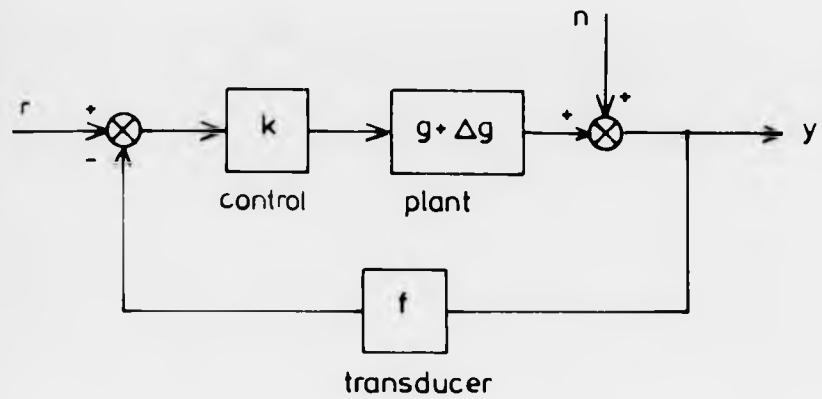 n
r
+
+
+
k
g+ Δg
y
-
control
plant
f
transducer